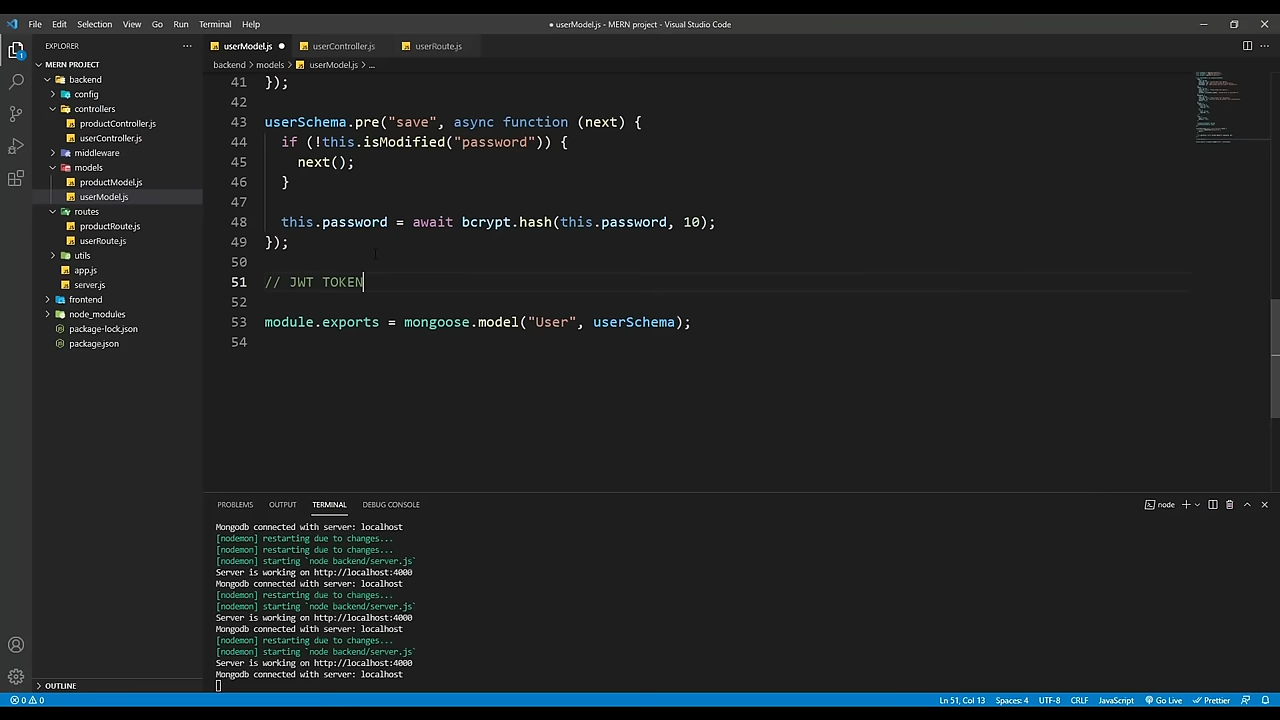 File Edit Selection View Run Terminal Help
● userModel.js - MERN project - Visual Studio Code
EXPLORER
MERN PROJECT
backend
config
controllers
productController.js
userController.js
middleware
models
productModel.js
userModel.js
routes
productRoute.js
userRoute.js
utils
app.js
server.js
frontend
node_modules
package-lock.json
package.json
OUTLINE
userModel.js ● userController.js userRoute.js
backend > models > userModel.js > ...
41 });
42
43 userSchema.pre("save", async function (next) {
44 if (!this.isModified("password")) {
45 next();
46 }
47
48 this.password = await bcrypt.hash(this.password, 10);
49 });
50
51 // JWT TOKEN
52
53 module.exports = mongoose.model("User", userSchema);
54
PROBLEMS OUTPUT TERMINAL DEBUG CONSOLE
node
Mongodb connected with server: localhost
[nodemon] restarting due to changes...
[nodemon] restarting due to changes...
[nodemon] starting `node backend/server.js`
Server is working on http://localhost:4000
Mongodb connected with server: localhost
[nodemon] restarting due to changes...
[nodemon] starting `node backend/server.js`
Server is working on http://localhost:4000
Mongodb connected with server: localhost
[nodemon] restarting due to changes...
[nodemon] starting `node backend/server.js`
Server is working on http://localhost:4000
Mongodb connected with server: localhost
0 0
Ln 51, Col 13 Spaces: 4 UTF-8 CRLF JavaScript Go Live Prettier